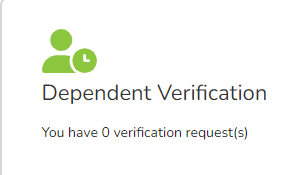 Dependent Verification
You have 0 verification request(s)